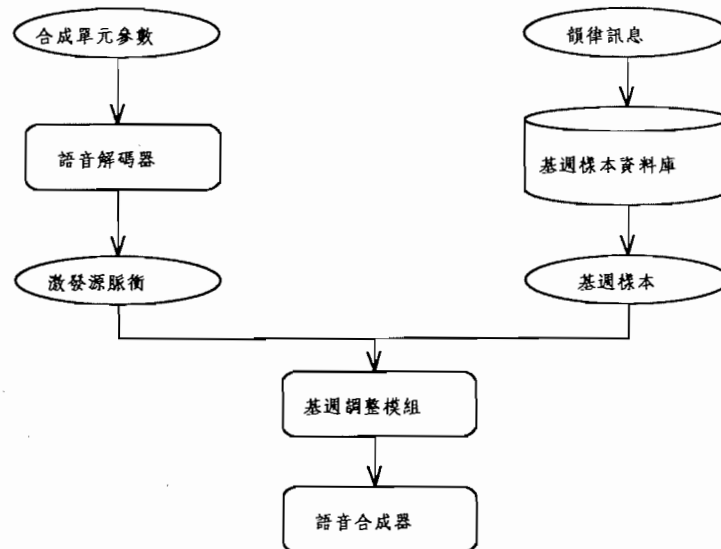 合成單元參數
韻律訊息
語音解碼器
基週樣本資料庫
激發源脈衝
基週樣本
基週調整模組
語音合成器